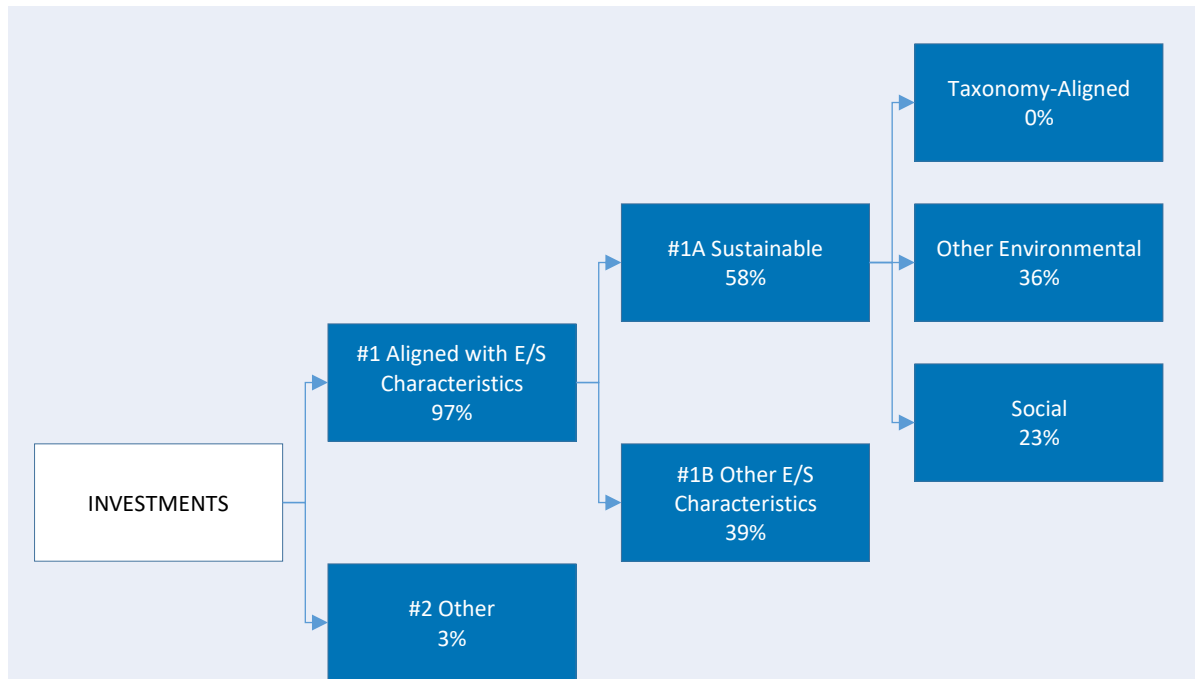 INVESTMENTS
#1 Aligned with E/S
Characteristics
97%
#2 Other
3%
#1A Sustainable
58%
#1B Other E/S
Characteristics
39%
Taxonomy-Aligned
0%
Other Environmental
36%
Social
23%